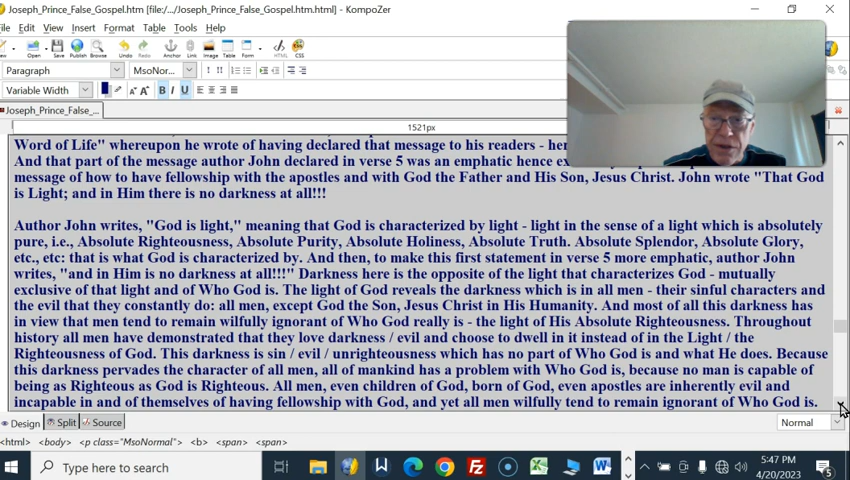 Joseph_Prince_False_Gospel.htm [file:/.../Joseph_Prince_False_Gospel.htm.html] - KompoZer
File Edit View Insert Format Table Tools Help
Open Save Publish Browse Undo Redo Anchor Link Image Table Form HTML CSS
Paragraph MsoNormal
Variable Width B I U
Joseph_Prince_False_...
1521px
Word of Life" whereupon he wrote of having declared that message to his readers -
And that part of the message author John declared in verse 5 was an emphatic hence
message of how to have fellowship with the apostles and with God the Father and His Son, Jesus Christ. John wrote "That God
is Light; and in Him there is no darkness at all!!!
Author John writes, "God is light," meaning that God is characterized by light - light in the sense of a light which is absolutely
pure, i.e., Absolute Righteousness, Absolute Purity, Absolute Holiness, Absolute Truth. Absolute Splendor, Absolute Glory,
etc., etc: that is what God is characterized by. And then, to make this first statement in verse 5 more emphatic, author John
writes, "and in Him is no darkness at all!!!" Darkness here is the opposite of the light that characterizes God - mutually
exclusive of that light and of Who God is. The light of God reveals the darkness which is in all men - their sinful characters and
the evil that they constantly do: all men, except God the Son, Jesus Christ in His Humanity. And most of all this darkness has
in view that men tend to remain wilfully ignorant of Who God really is - the light of His Absolute Righteousness. Throughout
history all men have demonstrated that they love darkness / evil and choose to dwell in it instead of in the Light / the
Righteousness of God. This darkness is sin / evil / unrighteousness which has no part of Who God is and what He does. Because
this darkness pervades the character of all men, all of mankind has a problem with Who God is, because no man is capable of
being as Righteous as God is Righteous. All men, even children of God, born of God, even apostles are inherently evil and
incapable in and of themselves of having fellowship with God, and yet all men wilfully tend to remain ignorant of Who God is.
Design Split Source Normal
<html> <body> <p class="MsoNormal"> <b> <span> <span>
Type here to search
5:47 PM
4/20/2023
5